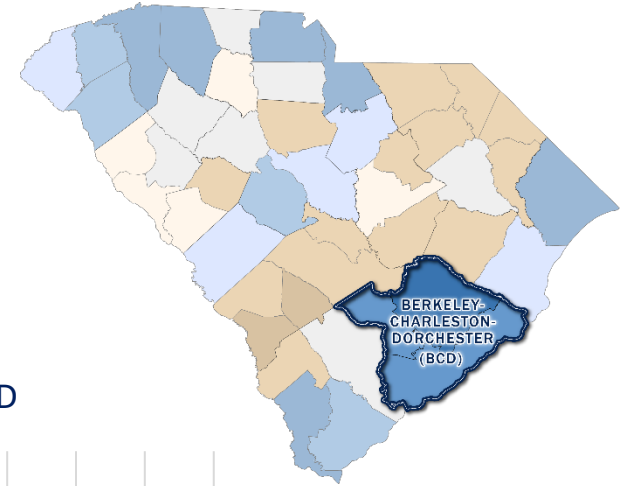 BERKELEY-
CHARLESTON-
DORCHESTER
(BCD)
D